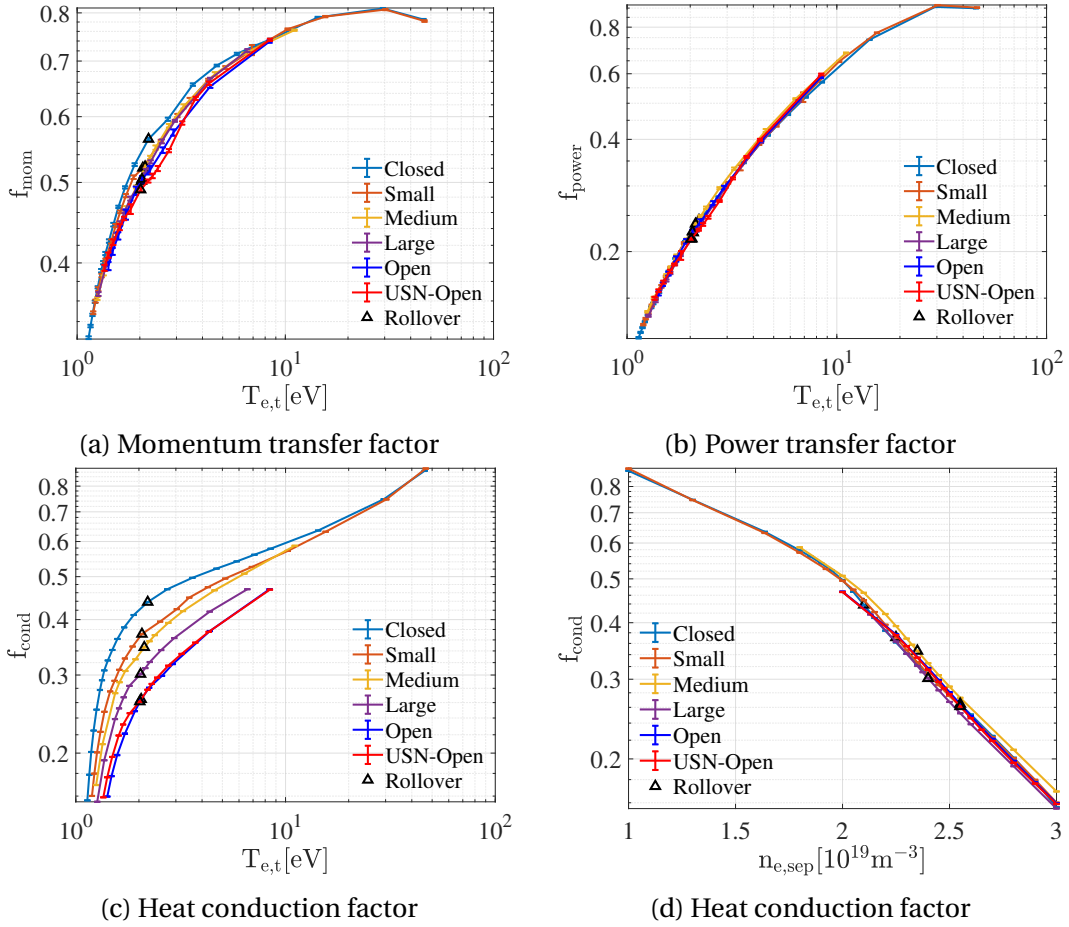 0.8
0.7
0.6
0.5
0.4
f_mom
Closed
Small
Medium
Large
Open
USN-Open
Rollover
10^0 10^1 10^2
T_e,t[eV]
(a) Momentum transfer factor
0.8
0.6
0.4
0.2
f_power
Closed
Small
Medium
Large
Open
USN-Open
Rollover
10^0 10^1 10^2
T_e,t[eV]
(b) Power transfer factor
0.8
0.7
0.6
0.5
0.4
0.3
0.2
f_cond
Closed
Small
Medium
Large
Open
USN-Open
Rollover
10^0 10^1 10^2
T_e,t[eV]
(c) Heat conduction factor
0.8
0.7
0.6
0.5
0.4
0.3
0.2
f_cond
Closed
Small
Medium
Large
Open
USN-Open
Rollover
1 1.5 2 2.5 3
n_e,sep[10^19m^-3]
(d) Heat conduction factor